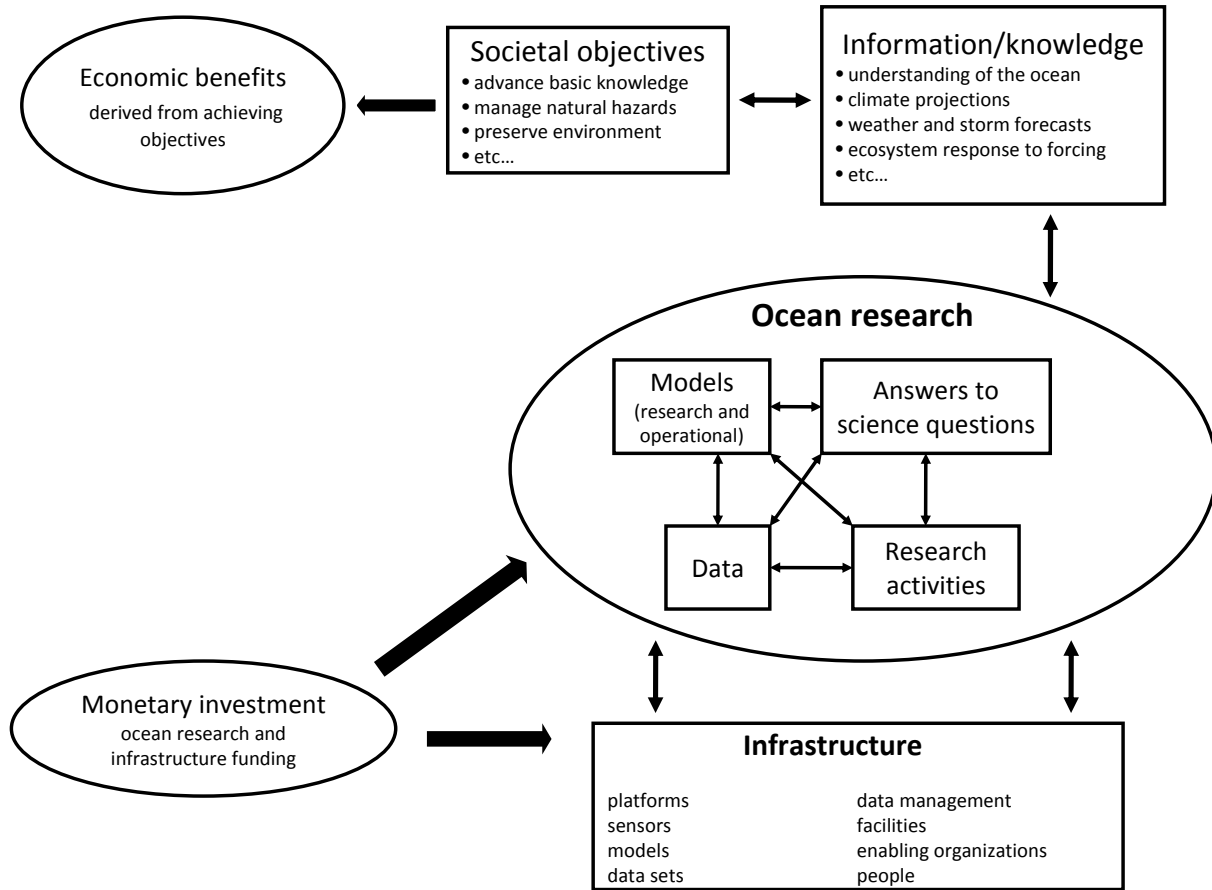 Economic benefits
derived from achieving
objectives
Societal objectives
• advance basic knowledge
• manage natural hazards
• preserve environment
• etc…
Information/knowledge
• understanding of the ocean
• climate projections
• weather and storm forecasts
• ecosystem response to forcing
• etc…
Ocean research
Models
(research and
operational)
Answers to
science questions
Data
Research
activities
Monetary investment
ocean research and
infrastructure funding
Infrastructure
platforms
sensors
models
data sets
data management
facilities
enabling organizations
people